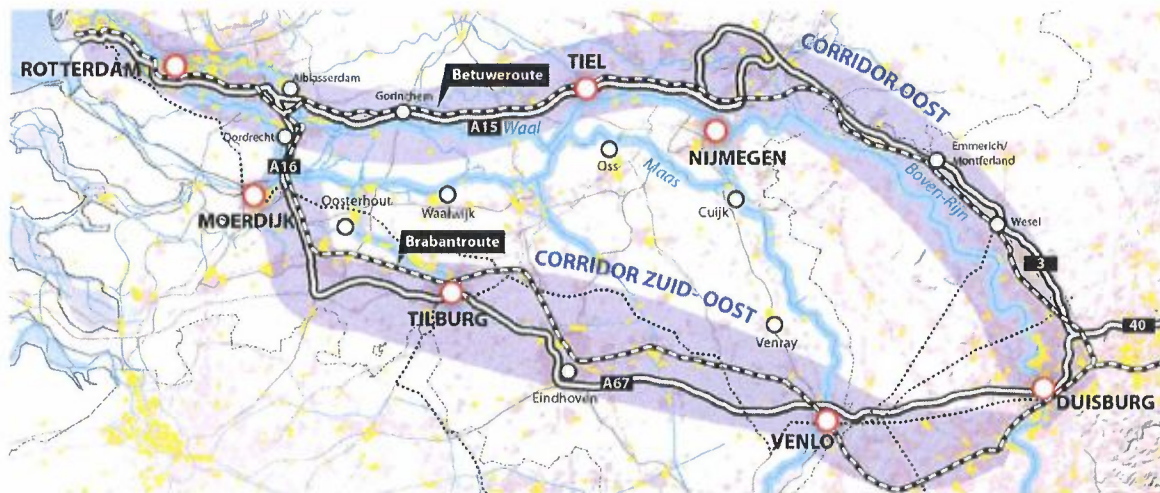 ROTTERDAM
Alblasserdam
Gorinchem
Betuweroute
TIEL
CORRIDOR OOST
A15
Waal
Dordrecht
A16
Oss
Maas
NIJMEGEN
Emmerich/
Montferland
Boven-Rijn
MOERDIJK
Oosterhout
Waalwijk
Cuijk
Wesel
Brabantroute
CORRIDOR ZUID-OOST
3
TILBURG
Venray
40
Eindhoven
A67
VENLO
DUISBURG